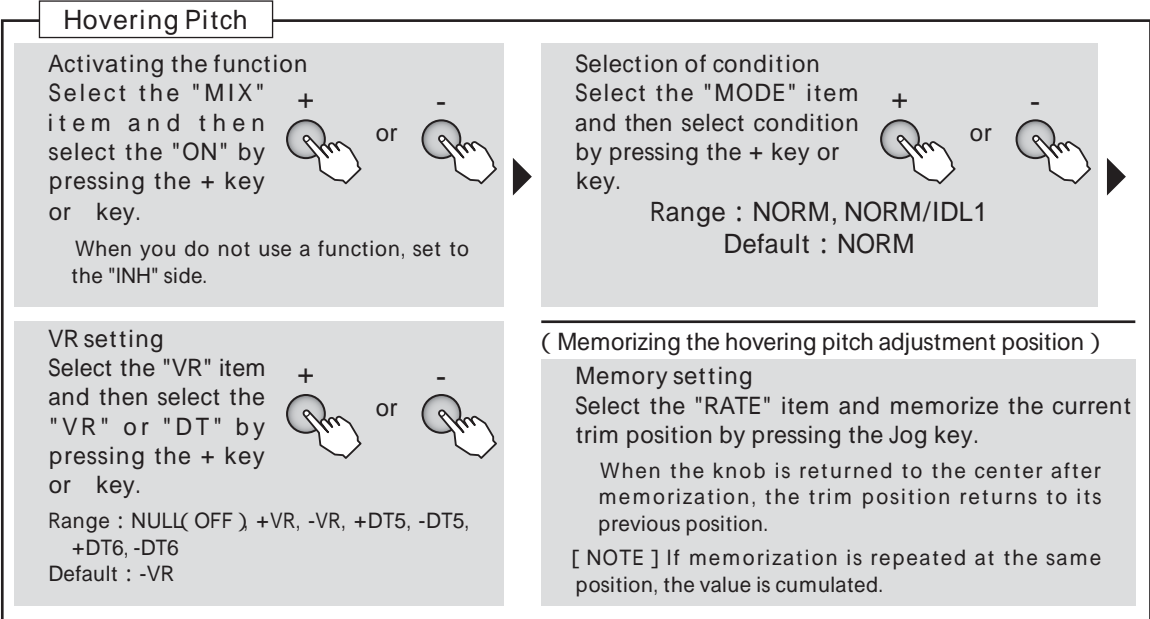 Hovering Pitch
Activating the function
Select the "MIX"
item and then
select the "ON" by
pressing the + key
or key.
+ or -
When you do not use a function, set to
the "INH" side.
Selection of condition
Select the "MODE" item
and then select condition
by pressing the + key or
key.
+ or -
Range : NORM, NORM/IDL1
Default : NORM
VR setting
Select the "VR" item
and then select the
"VR" or "DT" by
pressing the + key
or key.
+ or -
Range : NULL( OFF ), +VR, -VR, +DT5, -DT5,
+DT6, -DT6
Default : -VR
( Memorizing the hovering pitch adjustment position )
Memory setting
Select the "RATE" item and memorize the current
trim position by pressing the Jog key.
When the knob is returned to the center after
memorization, the trim position returns to its
previous position.
[ NOTE ] If memorization is repeated at the same
position, the value is cumulated.